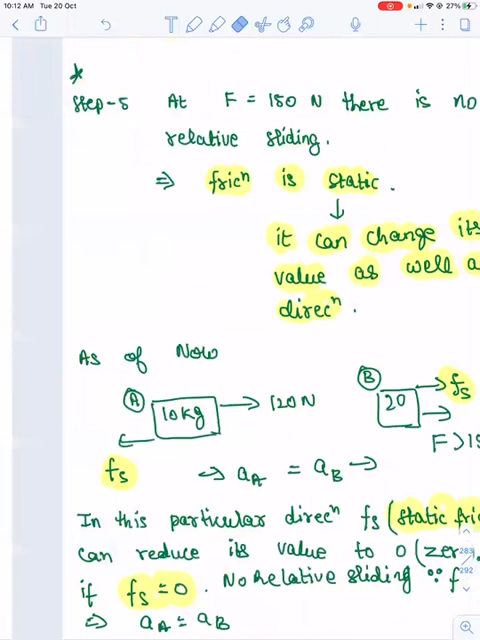 10:12 AM Tue 20 Oct
27%
*
Step-5 At F = 150 N there is no
relative sliding.
⇒ fricⁿ is static.
↓
it can change its
value as well a
direcⁿ.
As of Now
A 10kg → 120N
B 20 → fs
F > 15
fs
⇒ aA = aB →
In this particular direcⁿ fs (static fric
can reduce its value to 0 (zer
283
292
if fs = 0. No Relative sliding ∵ f
⇒ aA = aB